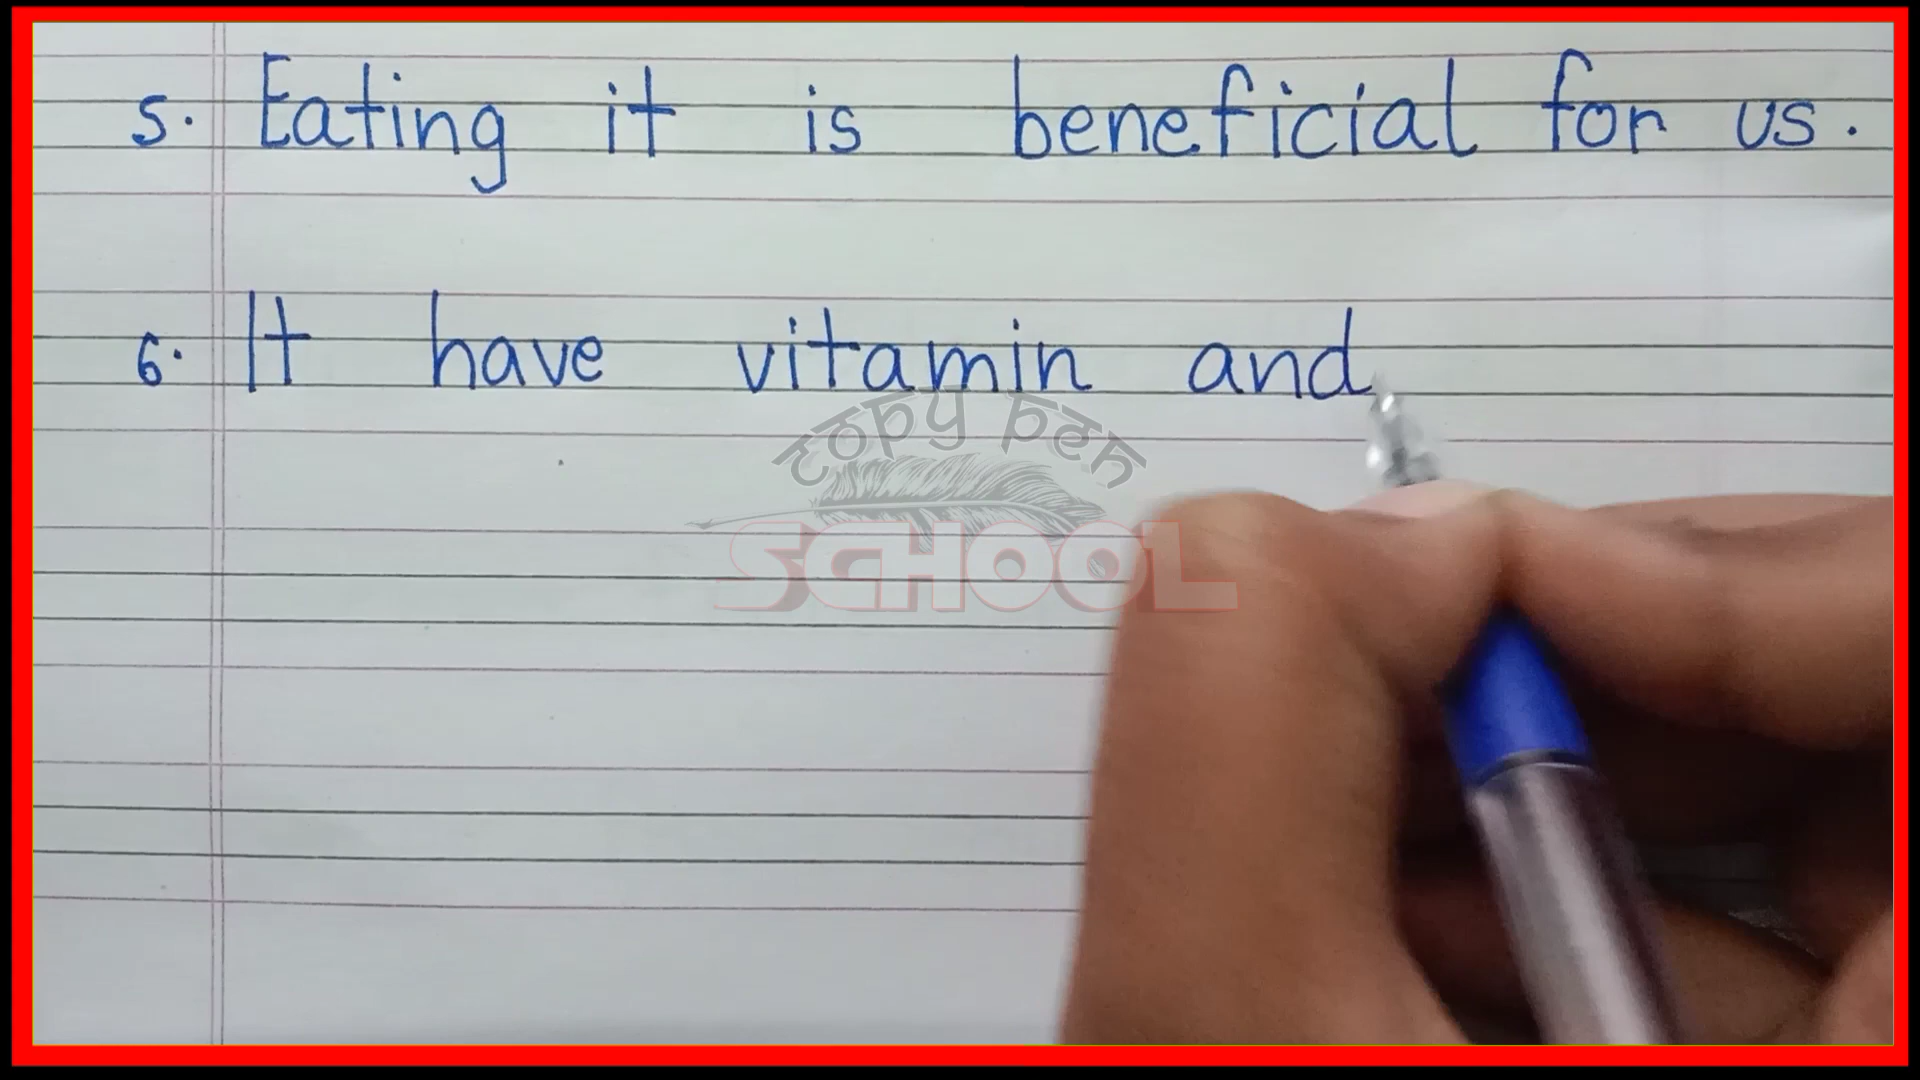 5. Eating it is beneficial for us.
6. It have vitamin and
copy pen
SCHOOL